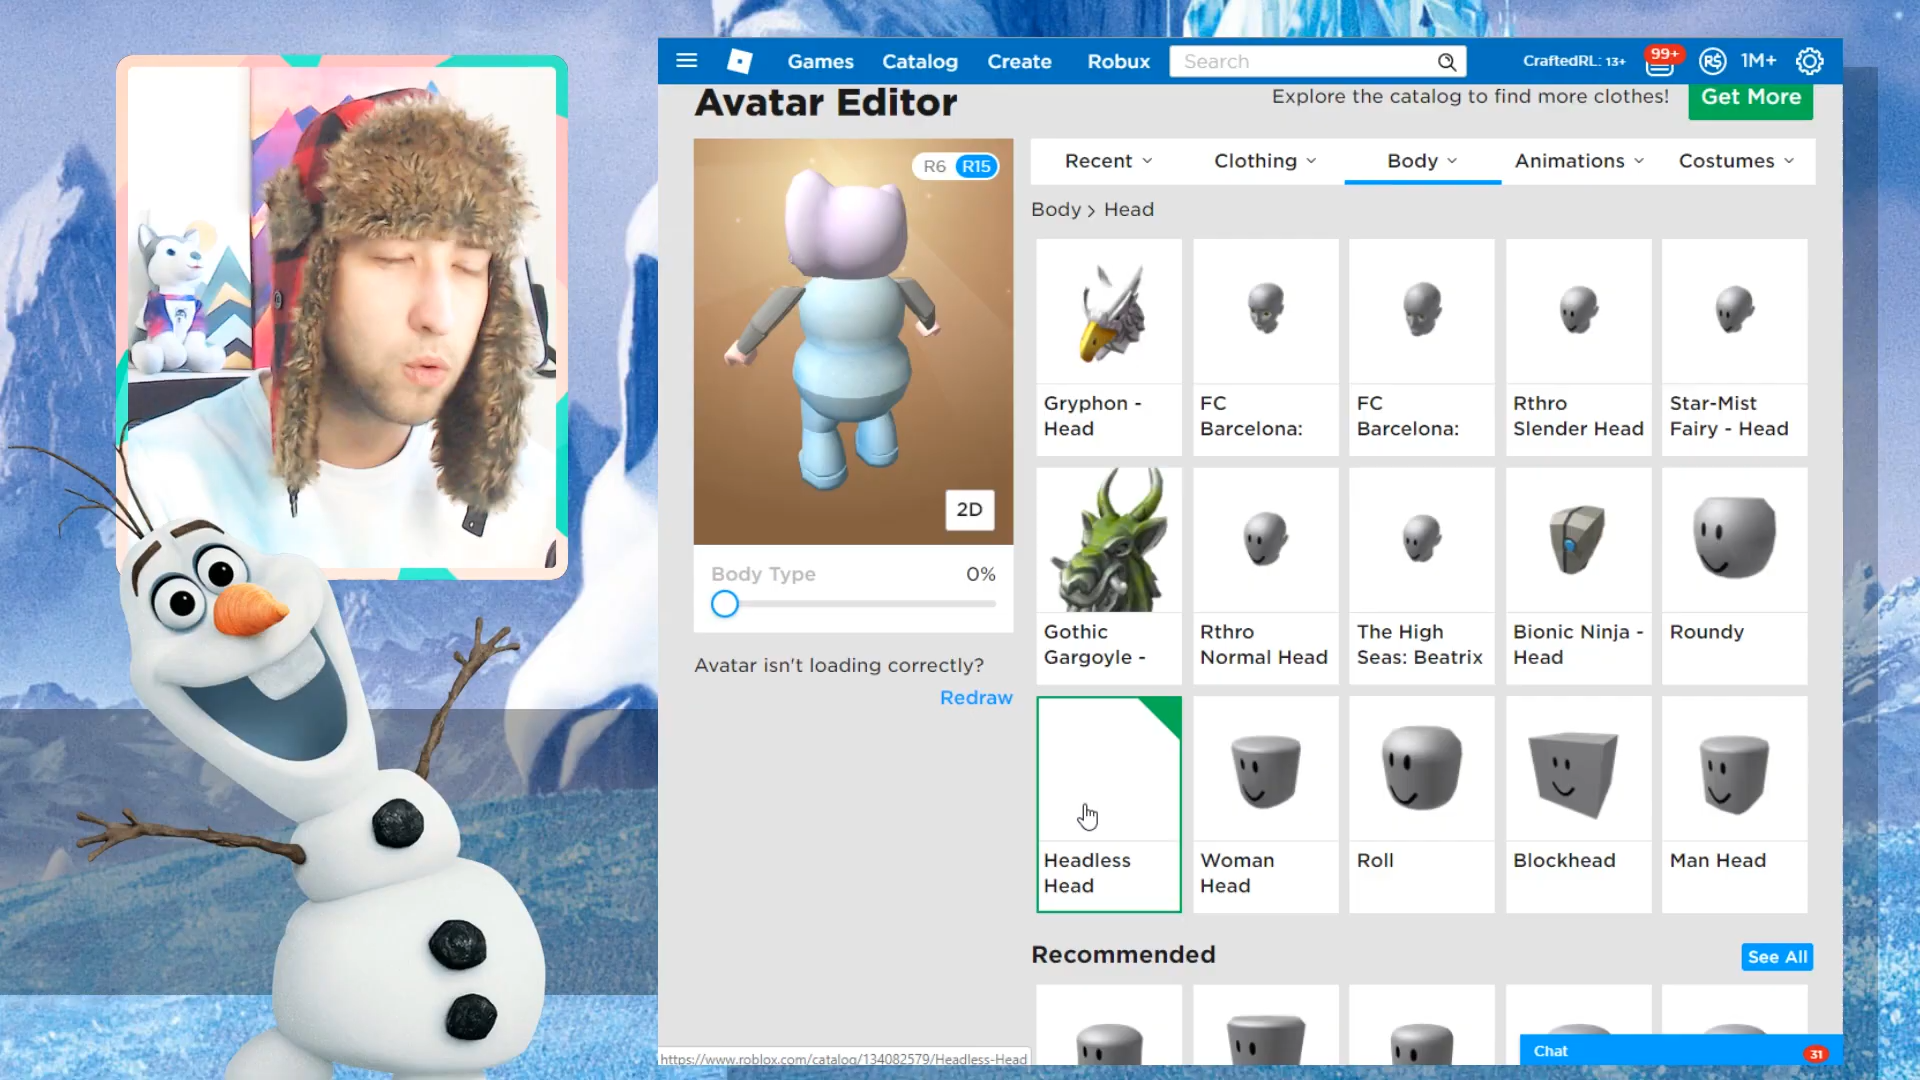 Games Catalog Create Robux Search CraftedRL: 13+ 99+ R$ 1M+
Avatar Editor
Explore the catalog to find more clothes! Get More
R6 R15
2D
Body Type 0%
Avatar isn't loading correctly?
Redraw
Recent Clothing Body Animations Costumes
Body > Head
Gryphon - Head
FC Barcelona:
FC Barcelona:
Rthro Slender Head
Star-Mist Fairy - Head
Gothic Gargoyle -
Rthro Normal Head
The High Seas: Beatrix
Bionic Ninja - Head
Roundy
Headless Head
Woman Head
Roll
Blockhead
Man Head
Recommended See All
Chat 31
https://www.roblox.com/catalog/134082579/Headless-Head